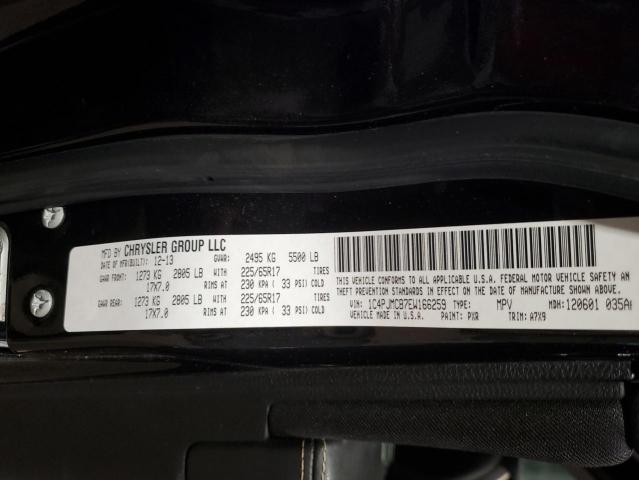 MFD BY CHRYSLER GROUP LLC
DATE OF MFR(BUILT): 12-13 GVWR: 2495 KG 5500 LB
GAWR FRONT: 1273 KG 2805 LB WITH 225/65R17 TIRES
17X7.0 RIMS AT 230 KPA ( 33 PSI) COLD
GAWR REAR: 1273 KG 2805 LB WITH 225/65R17 TIRES
17X7.0 RIMS AT 230 KPA ( 33 PSI) COLD
THIS VEHICLE CONFORMS TO ALL APPLICABLE U.S.A. FEDERAL MOTOR VEHICLE SAFETY AN
THEFT PREVENTION STANDARDS IN EFFECT ON THE DATE OF MANUFACTURE SHOWN ABOVE.
VIN: 1C4PJMCB7EW166259 TYPE: MPV MDH: 120601 035AH
VEHICLE MADE IN U.S.A. PAINT: PXR TRIM: A7X9